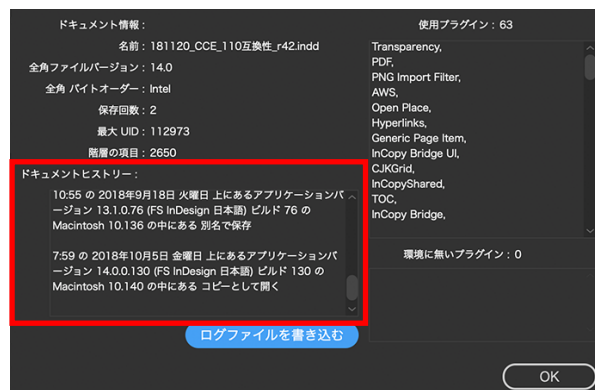 ドキュメント情報：
名前：181120_CCE_110互換性_r42.indd
全角ファイルバージョン：14.0
全角 バイトオーダー：Intel
保存回数：2
最大 UID：112973
階層の項目：2650
ドキュメントヒストリー：
10:55 の 2018年9月18日 火曜日 上にあるアプリケーションバ
ージョン 13.1.0.76 (FS InDesign 日本語) ビルド 76 の
Macintosh 10.136 の中にある 別名で保存
7:59 の 2018年10月5日 金曜日 上にあるアプリケーションバ
ージョン 14.0.0.130 (FS InDesign 日本語) ビルド 130 の
Macintosh 10.140 の中にある コピーとして開く
ログファイルを書き込む
使用プラグイン：63
Transparency,
PDF,
PNG Import Filter,
AWS,
Open Place,
Hyperlinks,
Generic Page Item,
InCopy Bridge UI,
CJKGrid,
InCopyShared,
TOC,
InCopy Bridge,
環境に無いプラグイン：0
OK